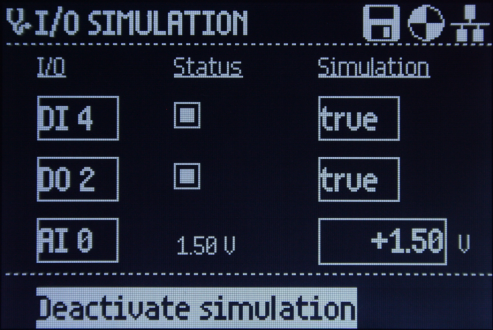 I/O SIMULATION
I/O Status Simulation
DI 4 true
DO 2 true
AI 0 1.50 V +1.50 V
Deactivate simulation